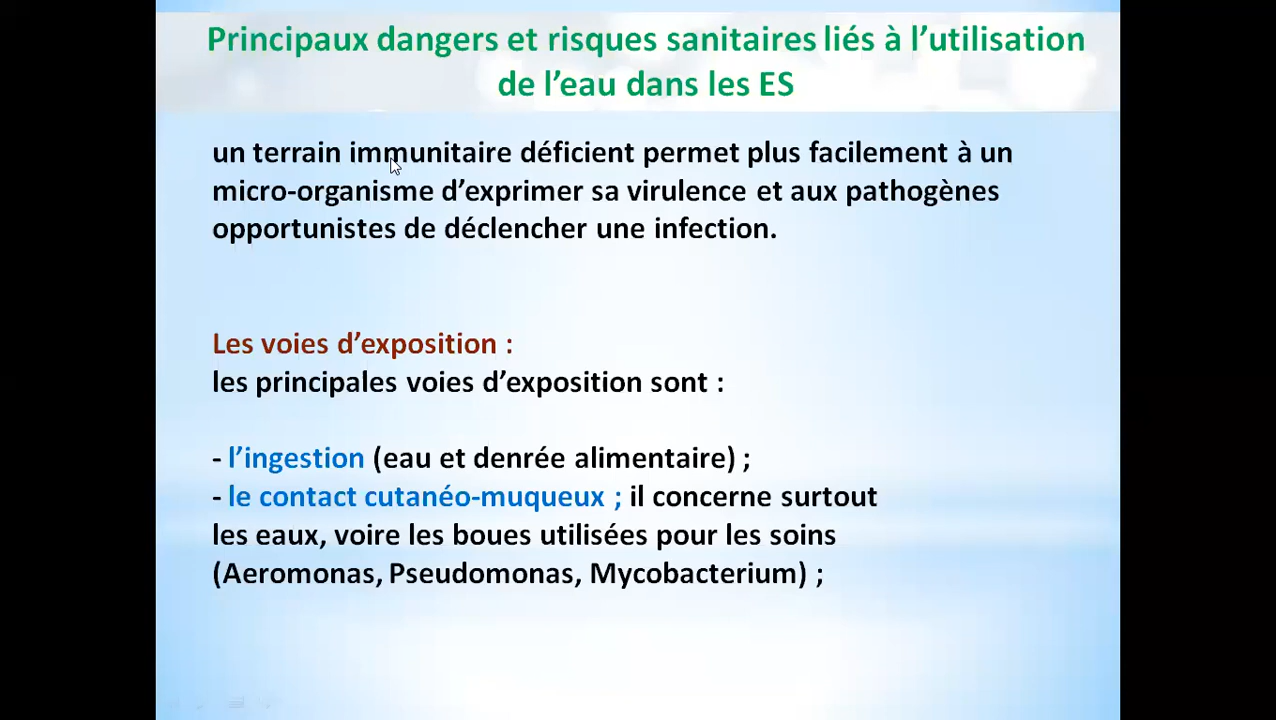 Principaux dangers et risques sanitaires liés à l’utilisation
de l’eau dans les ES
un terrain immunitaire déficient permet plus facilement à un
micro-organisme d’exprimer sa virulence et aux pathogènes
opportunistes de déclencher une infection.
Les voies d’exposition :
les principales voies d’exposition sont :
- l’ingestion (eau et denrée alimentaire) ;
- le contact cutanéo-muqueux ; il concerne surtout
les eaux, voire les boues utilisées pour les soins
(Aeromonas, Pseudomonas, Mycobacterium) ;